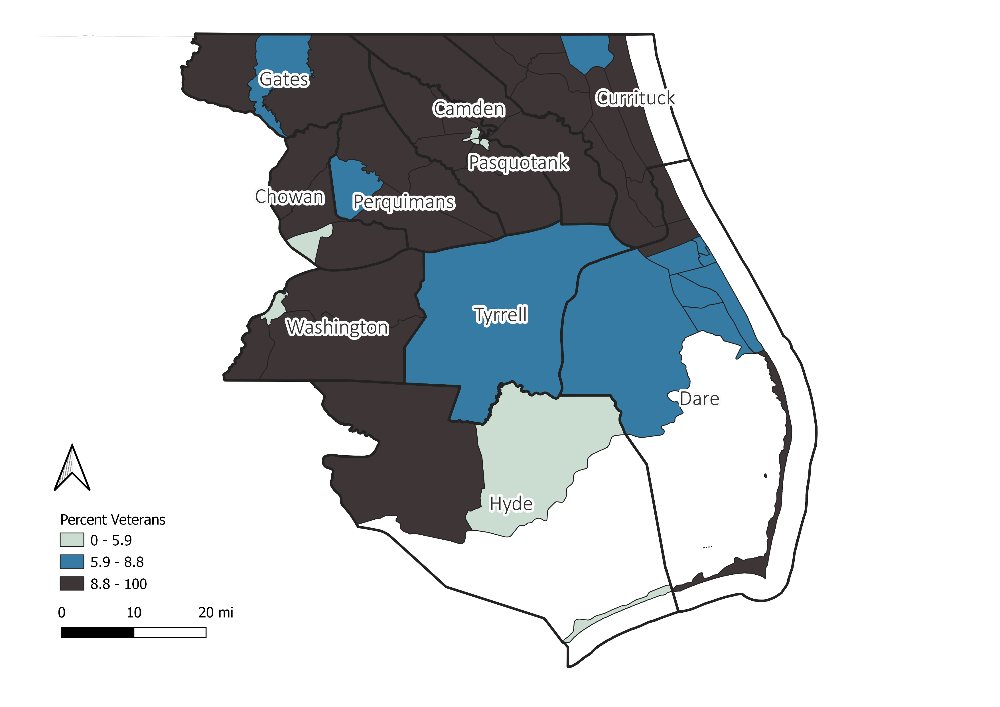 Gates
Currituck
Camden
Pasquotank
Chowan
Perquimans
Tyrrell
Washington
Dare
Hyde
Percent Veterans
0 - 5.9
5.9 - 8.8
8.8 - 100
0 10 20 mi